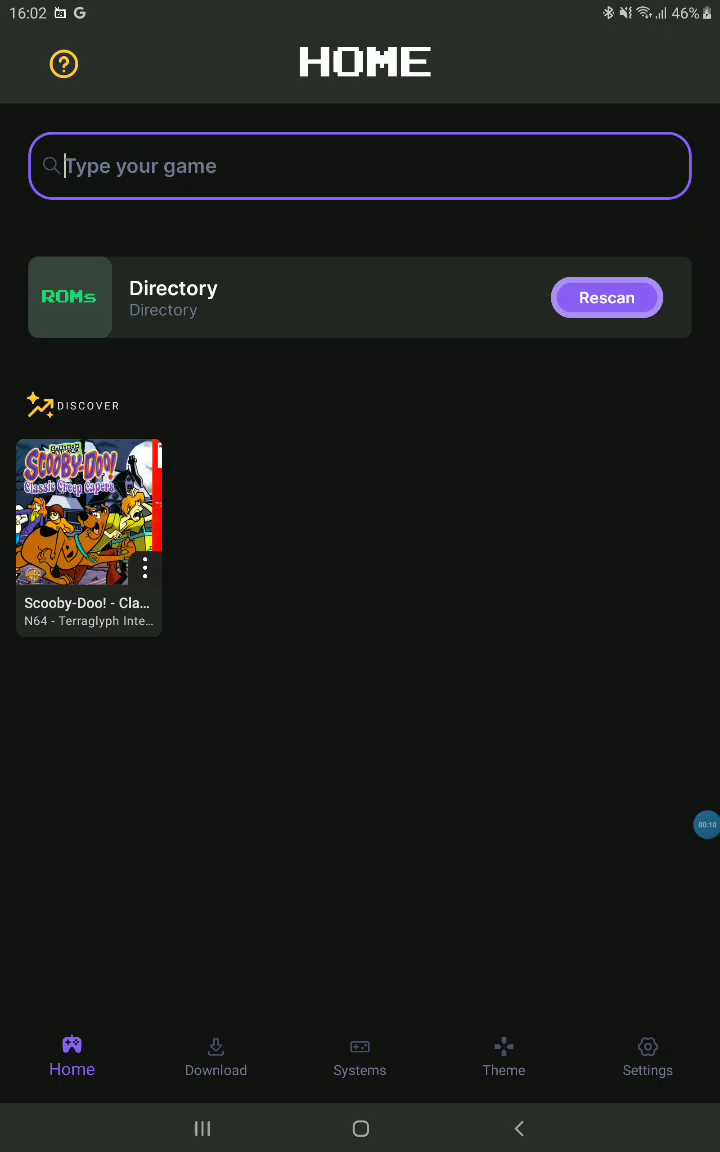 16:02
46%
HOME
Type your game
ROMs
Directory
Directory
Rescan
DISCOVER
SCOOBY-DOO!
Classic Creep Capers
Scooby-Doo! - Cla...
N64 - Terraglyph Inte...
00:10
Home
Download
Systems
Theme
Settings